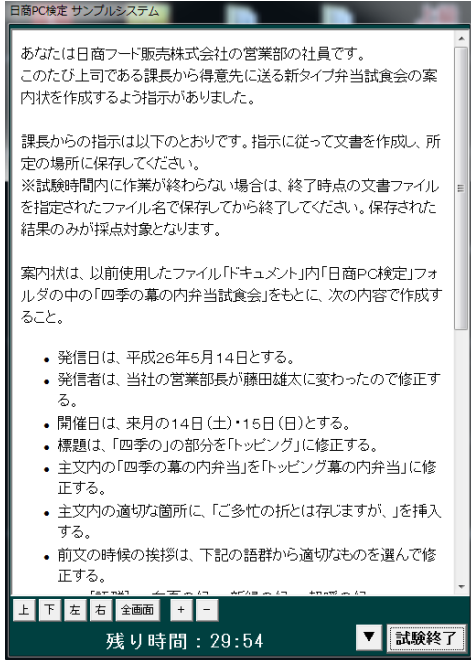 日商PC検定 サンプルシステム
あなたは日商フード販売株式会社の営業部の社員です。
このたび上司である課長から得意先に送る新タイプ弁当試食会の案
内状を作成するよう指示がありました。
課長からの指示は以下のとおりです。指示に従って文書を作成し、所
定の場所に保存してください。
※試験時間内に作業が終わらない場合は、終了時点の文書ファイル
を指定されたファイル名で保存してから終了してください。保存された
結果のみが採点対象となります。
案内状は、以前使用したファイル「ドキュメント」内「日商PC検定」フォ
ルダの中の「四季の幕の内弁当試食会」をもとに、次の内容で作成す
ること。
• 発信日は、平成26年5月14日とする。
• 発信者は、当社の営業部長が藤田雄太に変わったので修正す
る。
• 開催日は、来月の14日(土)・15日(日)とする。
• 標題は、「四季の」の部分を「トッピング」に修正する。
• 主文内の「四季の幕の内弁当」を「トッピング幕の内弁当」に修
正する。
• 主文内の適切な箇所に、「ご多忙の折とは存じますが、」を挿入
する。
• 前文の時候の挨拶は、下記の語群から適切なものを選んで修
正する。
上 下 左 右 全画面 + -
残り時間：29:54 ▼ 試験終了